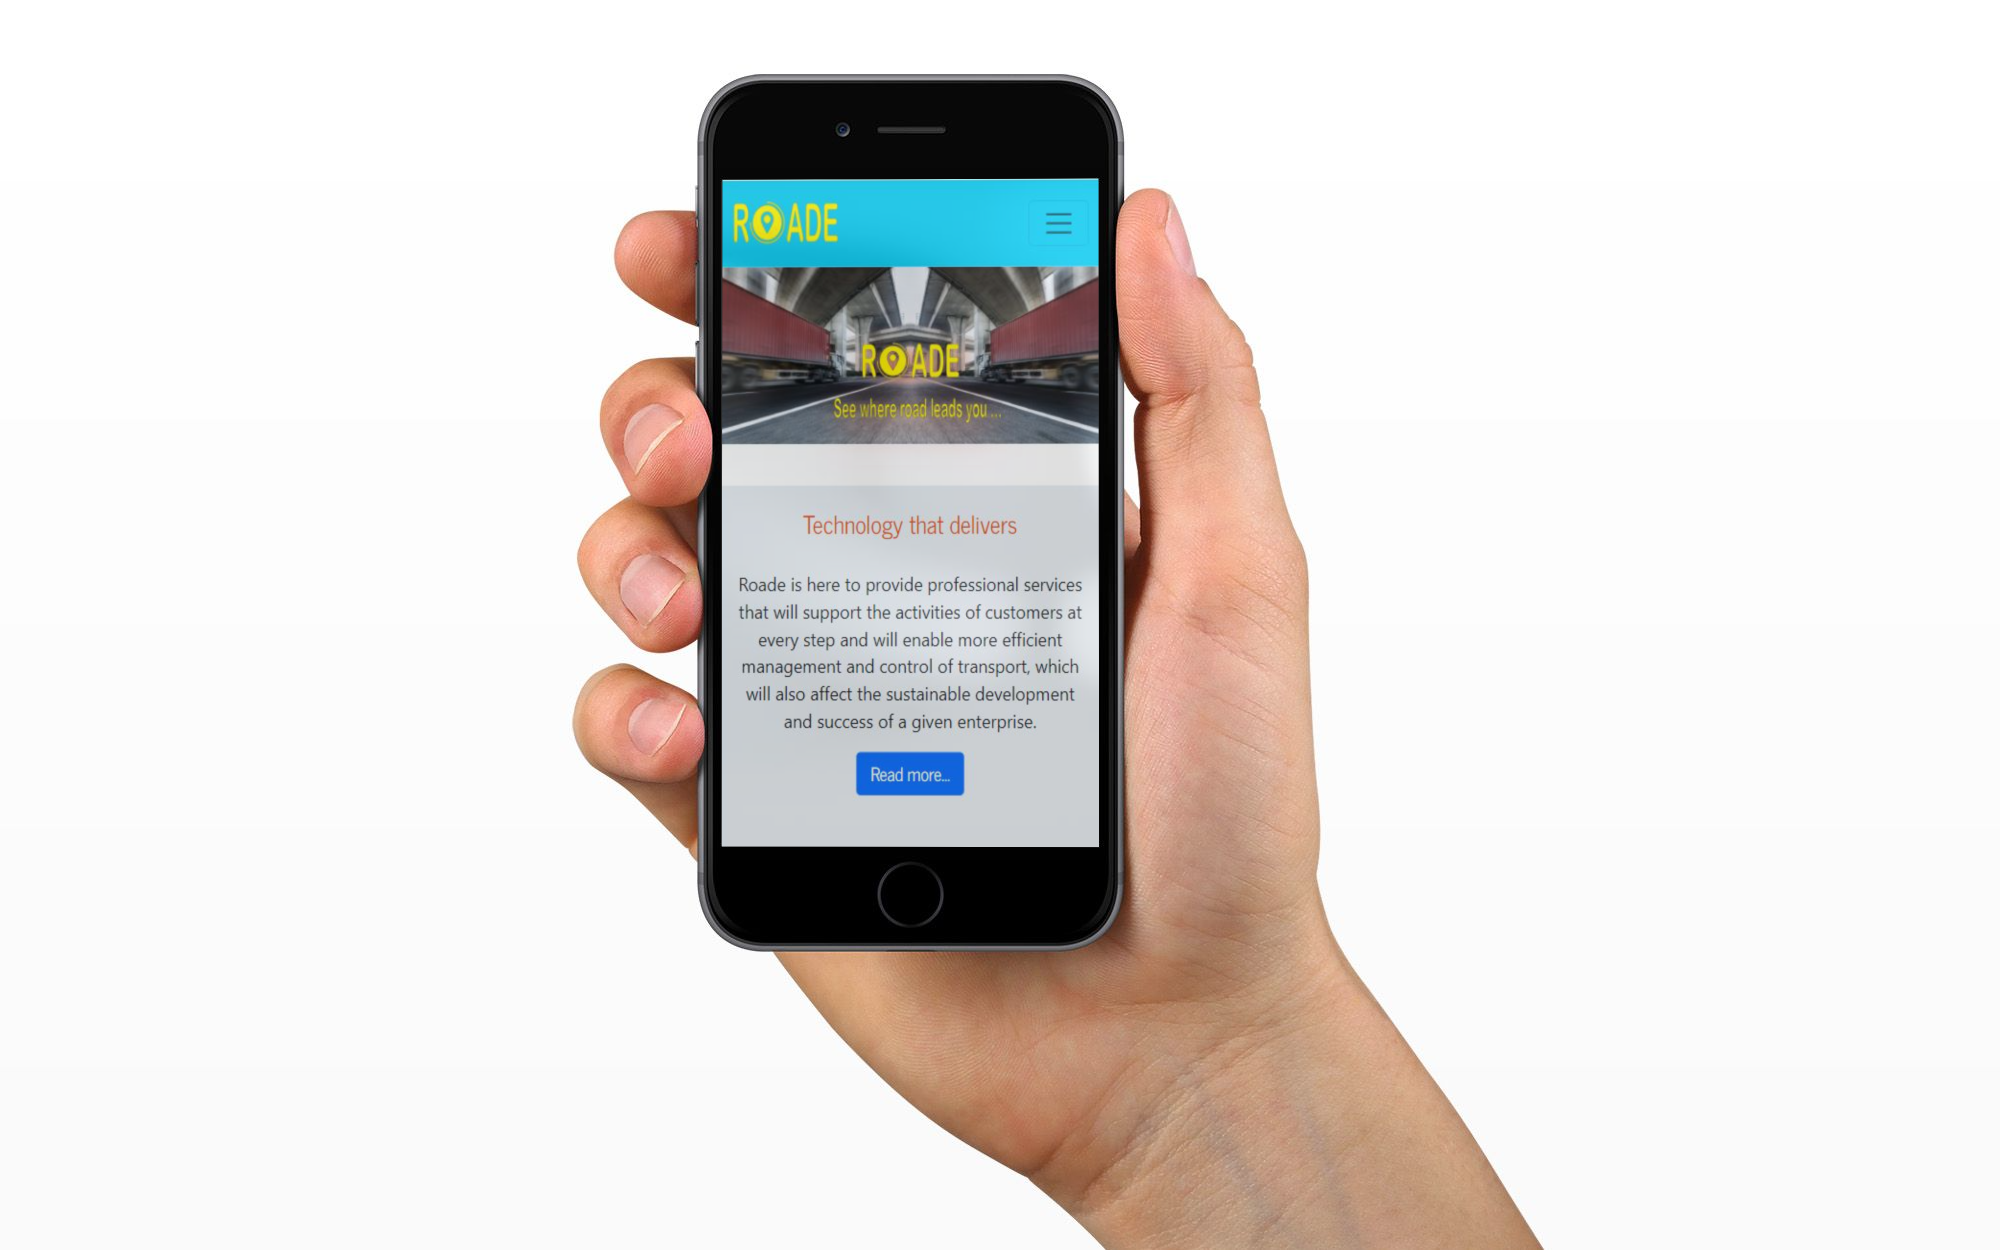 ROADE
ROADE
See where road leads you ...
Technology that delivers
Roade is here to provide professional services
that will support the activities of customers at
every step and will enable more efficient
management and control of transport, which
will also affect the sustainable development
and success of a given enterprise.
Read more...